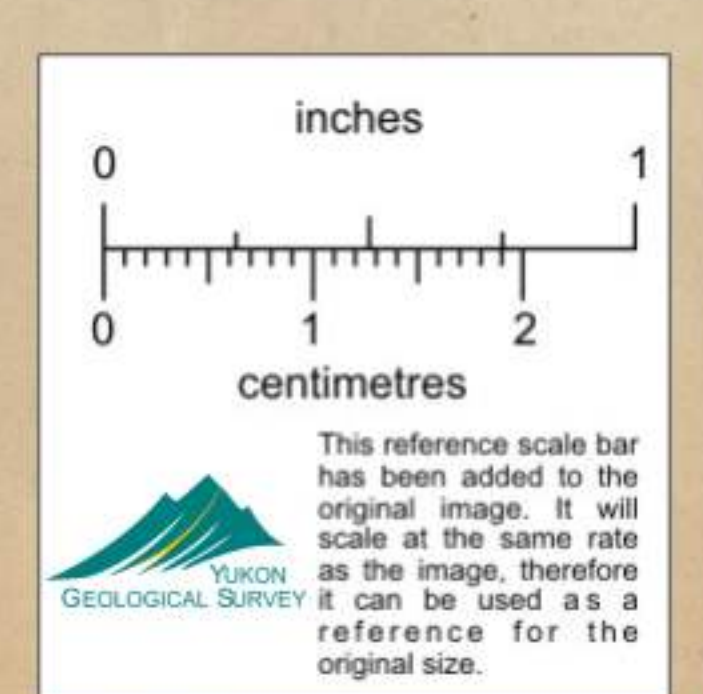 inches
0 1
0 1 2
centimetres
This reference scale bar
has been added to the
original image. It will
scale at the same rate
as the image, therefore
it can be used as a
reference for the
original size.
YUKON
GEOLOGICAL SURVEY